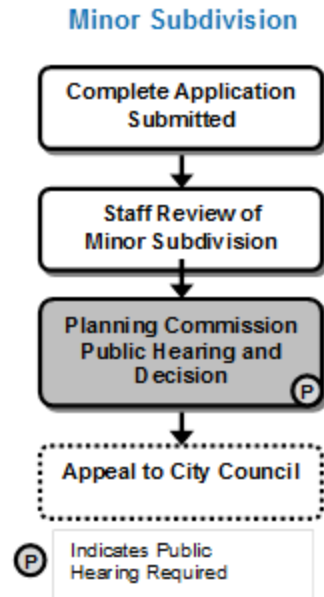 Minor Subdivision
Complete Application
Submitted
Staff Review of
Minor Subdivision
Planning Commission
Public Hearing and
Decision
P
Appeal to City Council
P
Indicates Public
Hearing Required